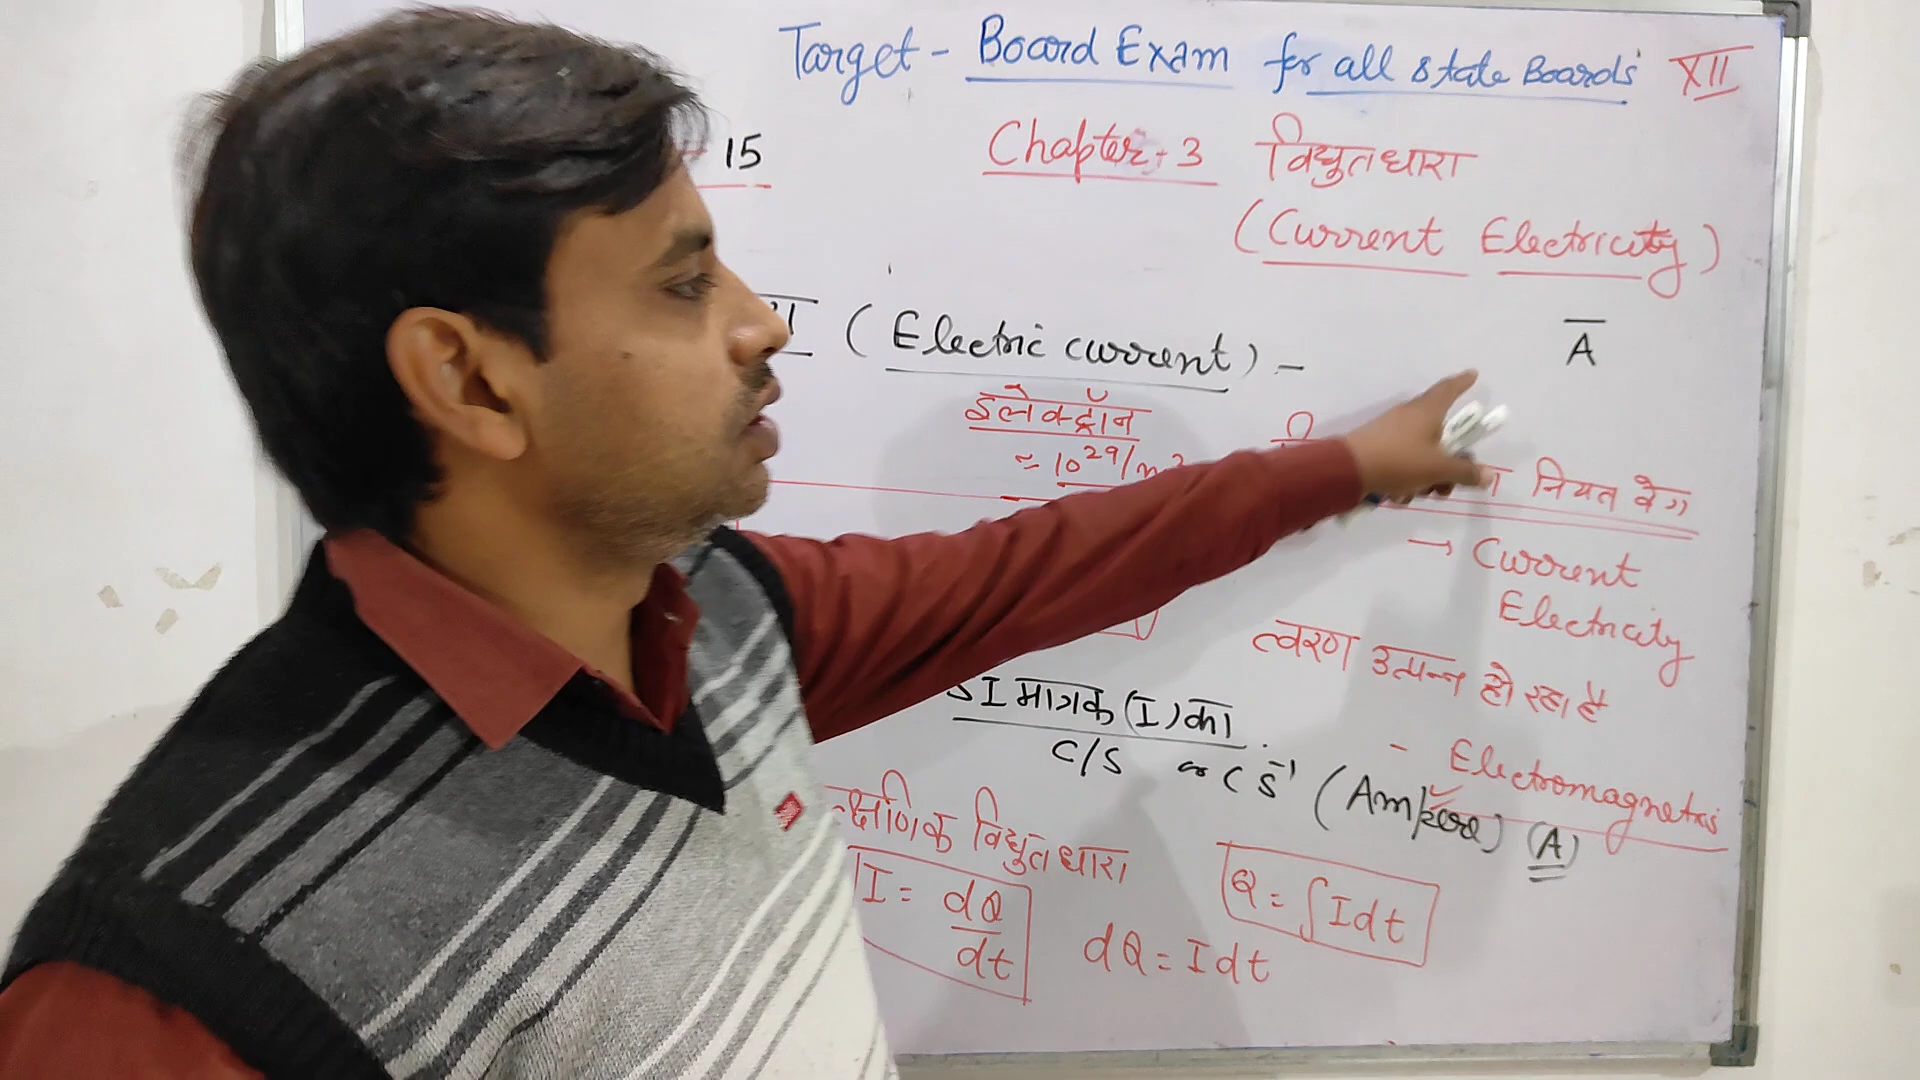 Target - Board Exam for all state Boards XII
15
Chapter - 3 विद्युतधारा
(Current Electricity)
(Electric current) -
A
इलेक्ट्रॉन
≈ 10²⁹/m³
नियत वेग
→ Current
Electricity
त्वरण उत्पन्न हो रहा है
- Electromagnetics
SI मात्रक (I) का
C/S or C S⁻¹ (Ampere) (A)
क्षणिक विद्युतधारा
I = dQ/dt
dQ = Idt
Q = ∫Idt